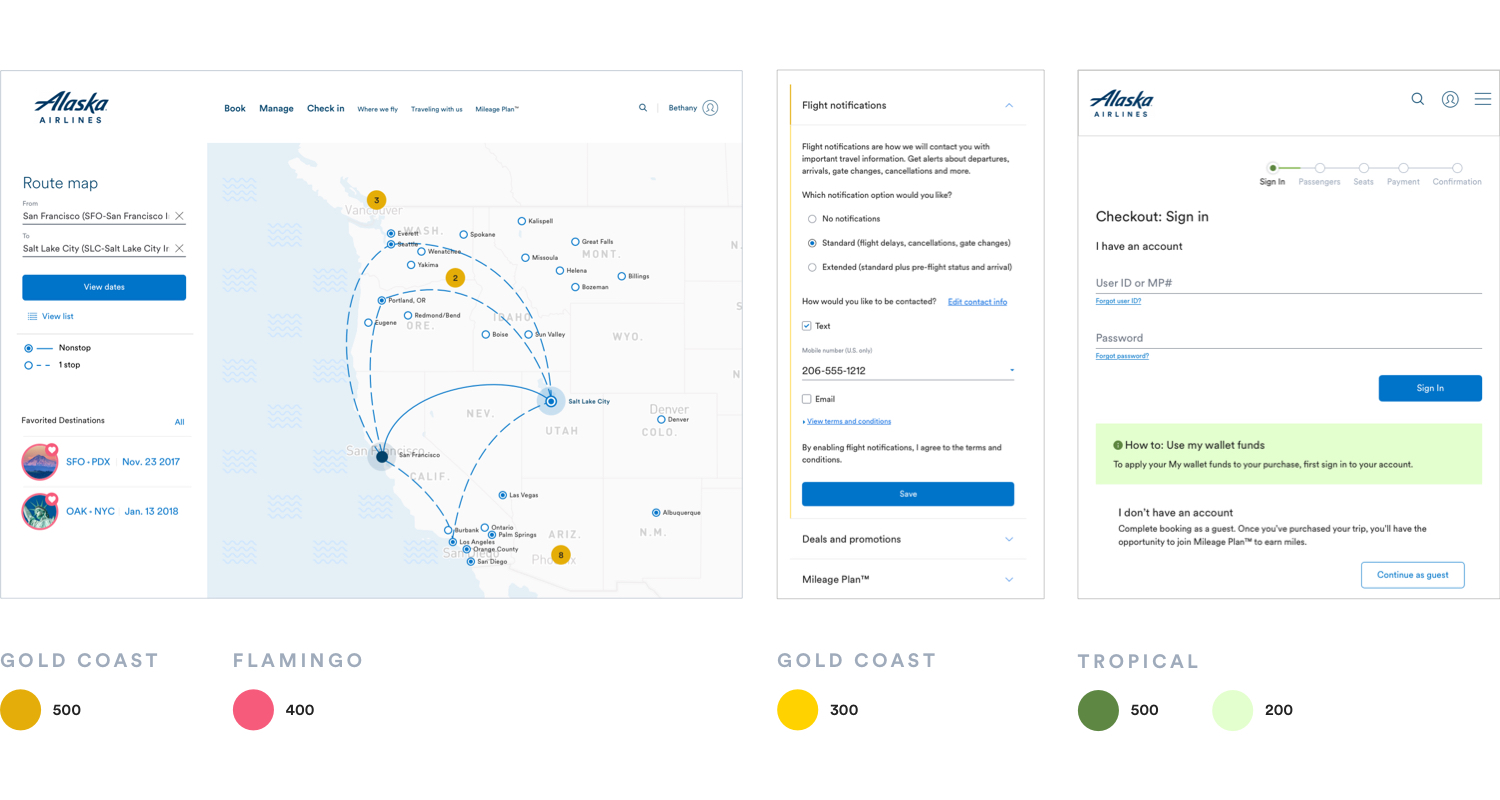 Alaska
AIRLINES
Book Manage Check in Where we fly Traveling with us Mileage Plan™
Bethany
Route map
From
San Francisco (SFO-San Francisco I
To
Salt Lake City (SLC-Salt Lake City Ir
View dates
View list
Nonstop
1 stop
Favorited Destinations All
SFO • PDX Nov. 23 2017
OAK • NYC Jan. 13 2018
3
Vancouver
Everett
WASH.
Seattle
Spokane
Kalispell
Wenatchee
Yakima
Great Falls
MONT.
Missoula
Helena
Billings
Bozeman
N.
2
Portland, OR
Redmond/Bend
Eugene
ORE.
IDAHO
Boise
Sun Valley
WYO.
S
N
Salt Lake City
NEV.
UTAH
Denver
Denver
COLO.
San Francisco
San Francisco
CALIF.
Las Vegas
Albuquerque
Burbank
Ontario
Palm Springs
Los Angeles
Orange County
San Diego
San Diego
ARIZ.
N.M.
Phoenix
8
Flight notifications
Flight notifications are how we will contact you with
important travel information. Get alerts about departures,
arrivals, gate changes, cancellations and more.
Which notification option would you like?
No notifications
Standard (flight delays, cancellations, gate changes)
Extended (standard plus pre-flight status and arrival)
How would you like to be contacted? Edit contact info
Text
Mobile number (U.S. only)
206-555-1212
Email
View terms and conditions
By enabling flight notifications, I agree to the terms and
conditions.
Save
Deals and promotions
Mileage Plan™
Alaska
AIRLINES
Sign In Passengers Seats Payment Confirmation
Checkout: Sign in
I have an account
User ID or MP#
Forgot user ID?
Password
Forgot password?
Sign In
How to: Use my wallet funds
To apply your My wallet funds to your purchase, first sign in to your account.
I don't have an account
Complete booking as a guest. Once you've purchased your trip, you'll have the
opportunity to join Mileage Plan™ to earn miles.
Continue as guest
GOLD COAST
500
FLAMINGO
400
GOLD COAST
300
TROPICAL
500
200